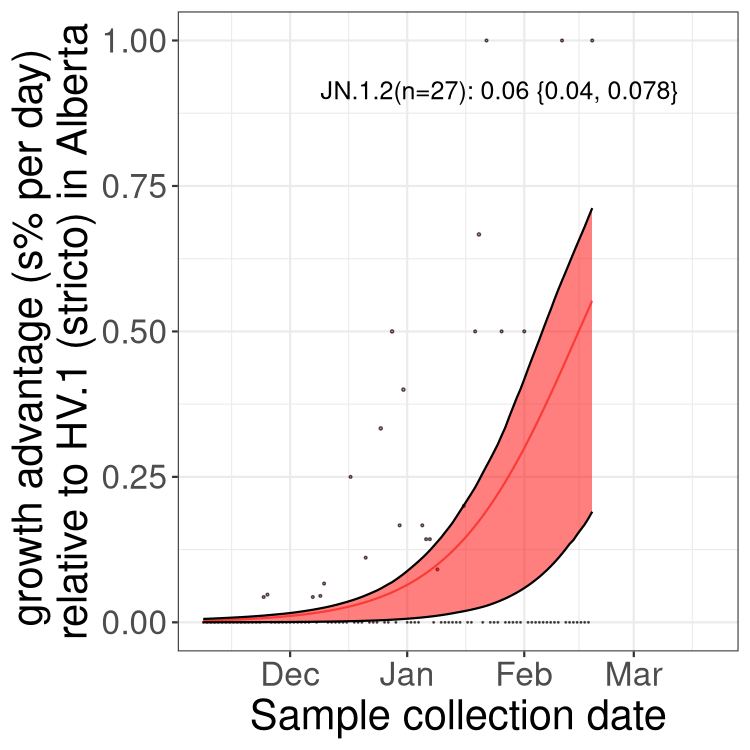 growth advantage (s% per day)
relative to HV.1 (stricto) in Alberta
1.00
JN.1.2(n=27): 0.06 {0.04, 0.078}
0.75
0.50
0.25
0.00
Dec Jan Feb Mar
Sample collection date